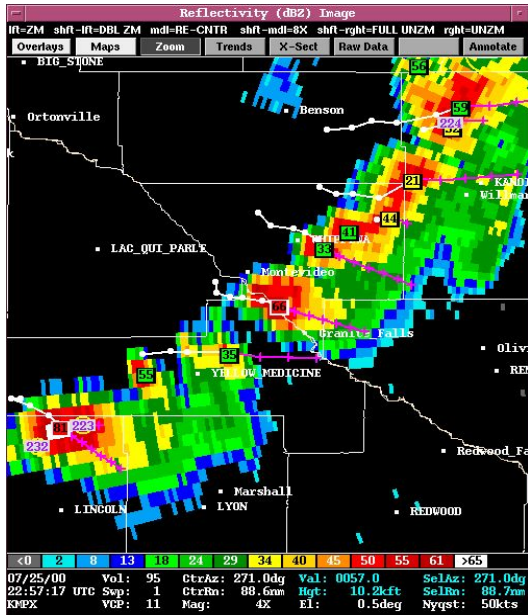 Reflectivity (dBZ) Image
lft=ZM shft-lft=DBL ZM mdl=RE-CNTR shft-mdl=8X shft-rght=FULL UNZM rght=UNZM
Overlays Maps Zoom Trends X-Sect Raw Data Annotate
BIG_STONE
56
Benson
59
Ortonville
224
21
KANDI
Willmar
44
41
LAC_QUI_PARLE
33
Montevideo
66
Granite Falls
Olivi
35
REN
55
YELLOW_MEDICINE
81
223
232
Redwood_Fa
Marshall
LINCOLN
LYON
REDWOOD
<0 2 8 13 18 24 29 34 40 45 50 55 61 >65
07/25/00 Vol: 95 CtrAz: 271.0dg Val: 0057.0 SelAz: 271.0dg
22:57:17 UTC Swp: 1 CtrRn: 88.6nm Hgt: 10.2kft SelRn: 88.7nm
KMPX VCP: 11 Mag: 4X El: 0.5deg Nyqst: 50kts